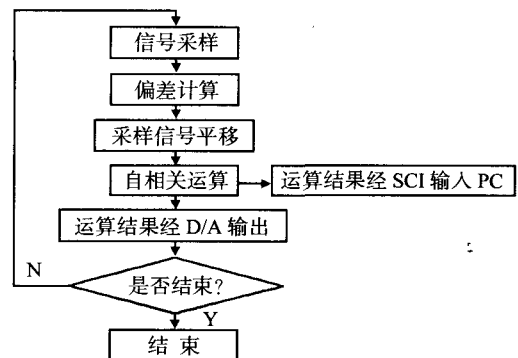 信号采样
偏差计算
采样信号平移
自相关运算
运算结果经 SCI 输入 PC
运算结果经 D/A 输出
是否结束?
N
Y
结 束